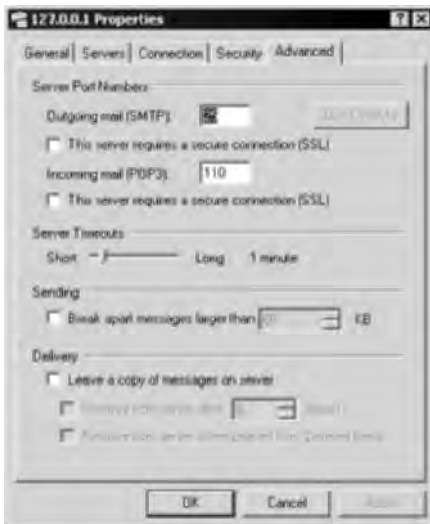 127.0.0.1 Properties
General Servers Connection Security Advanced
Server Port Numbers
Outgoing mail (SMTP):
This server requires a secure connection (SSL)
Incoming mail (POP3): 110
This server requires a secure connection (SSL)
Server Timeouts
Short Long 1 minute
Sending
Break apart messages larger than KB
Delivery
Leave a copy of messages on server
OK Cancel